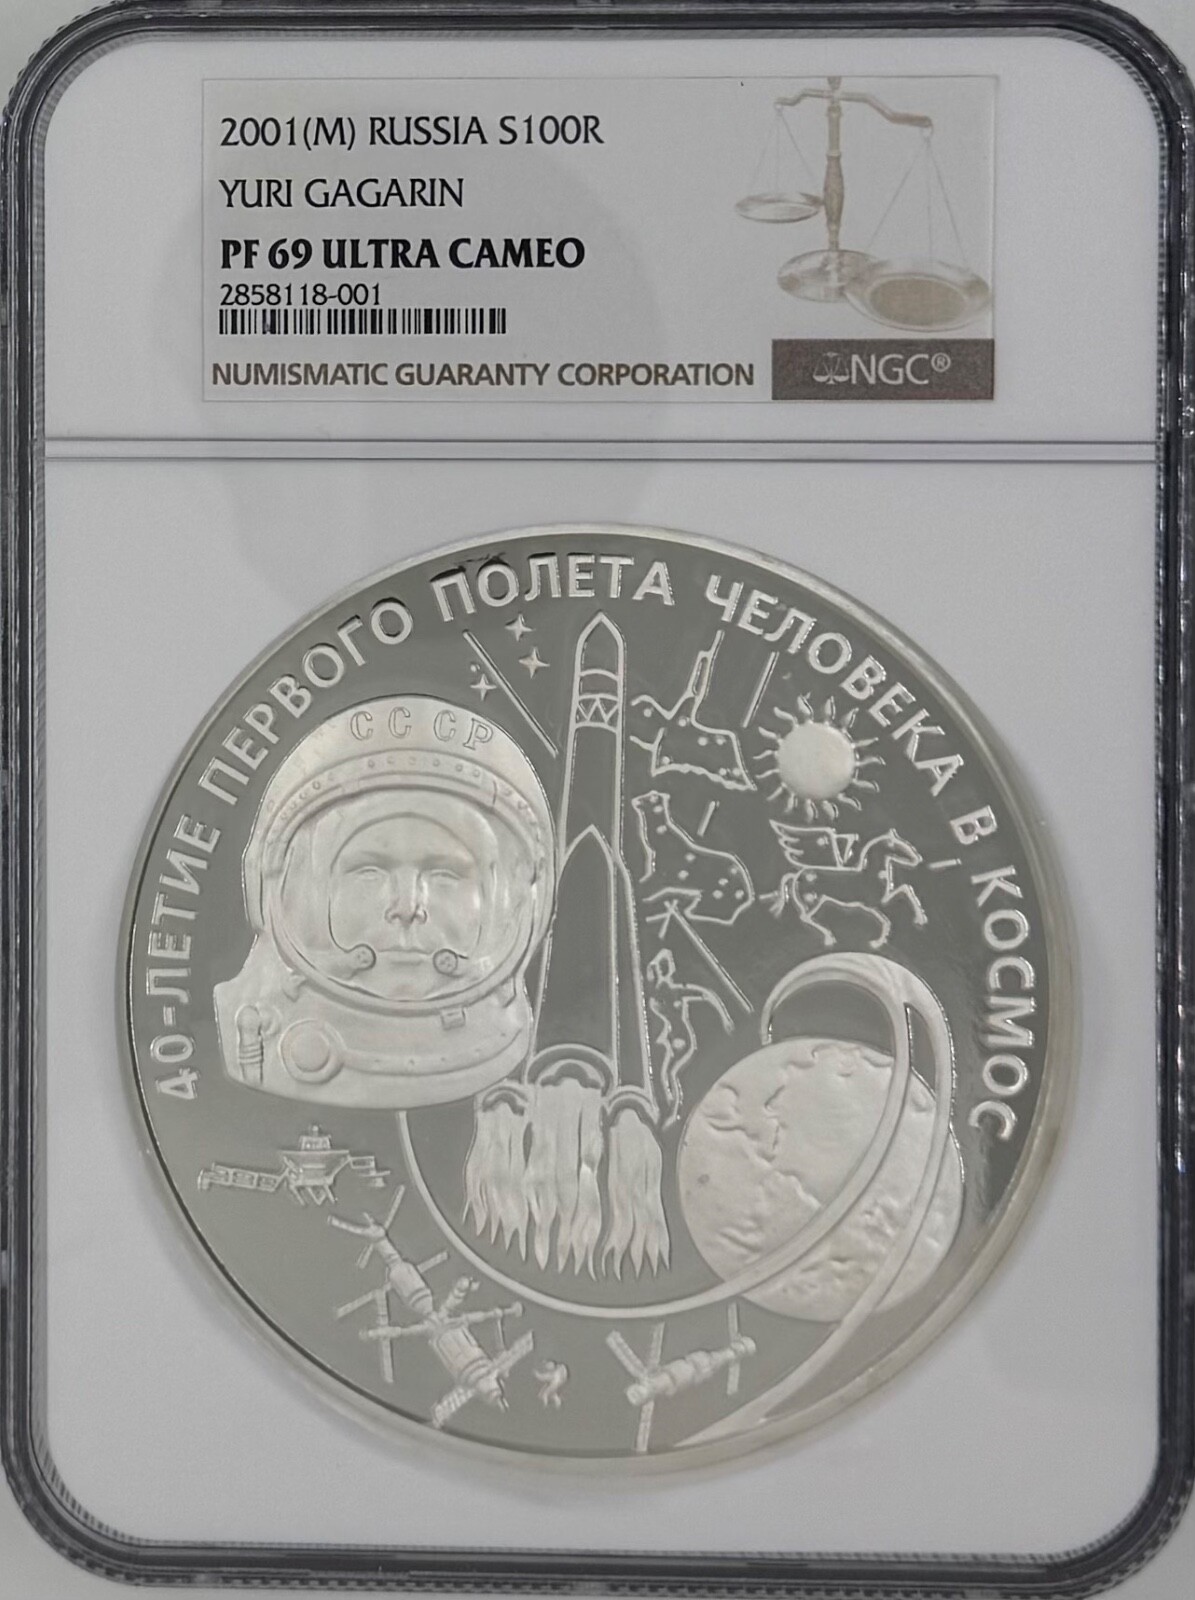 2001(M) RUSSIA S100R
YURI GAGARIN
PF 69 ULTRA CAMEO
2858118-001
NUMISMATIC GUARANTY CORPORATION
NGC®
40-ЛЕТИЕ ПЕРВОГО ПОЛЕТА ЧЕЛОВЕКА В КОСМОС
СССР